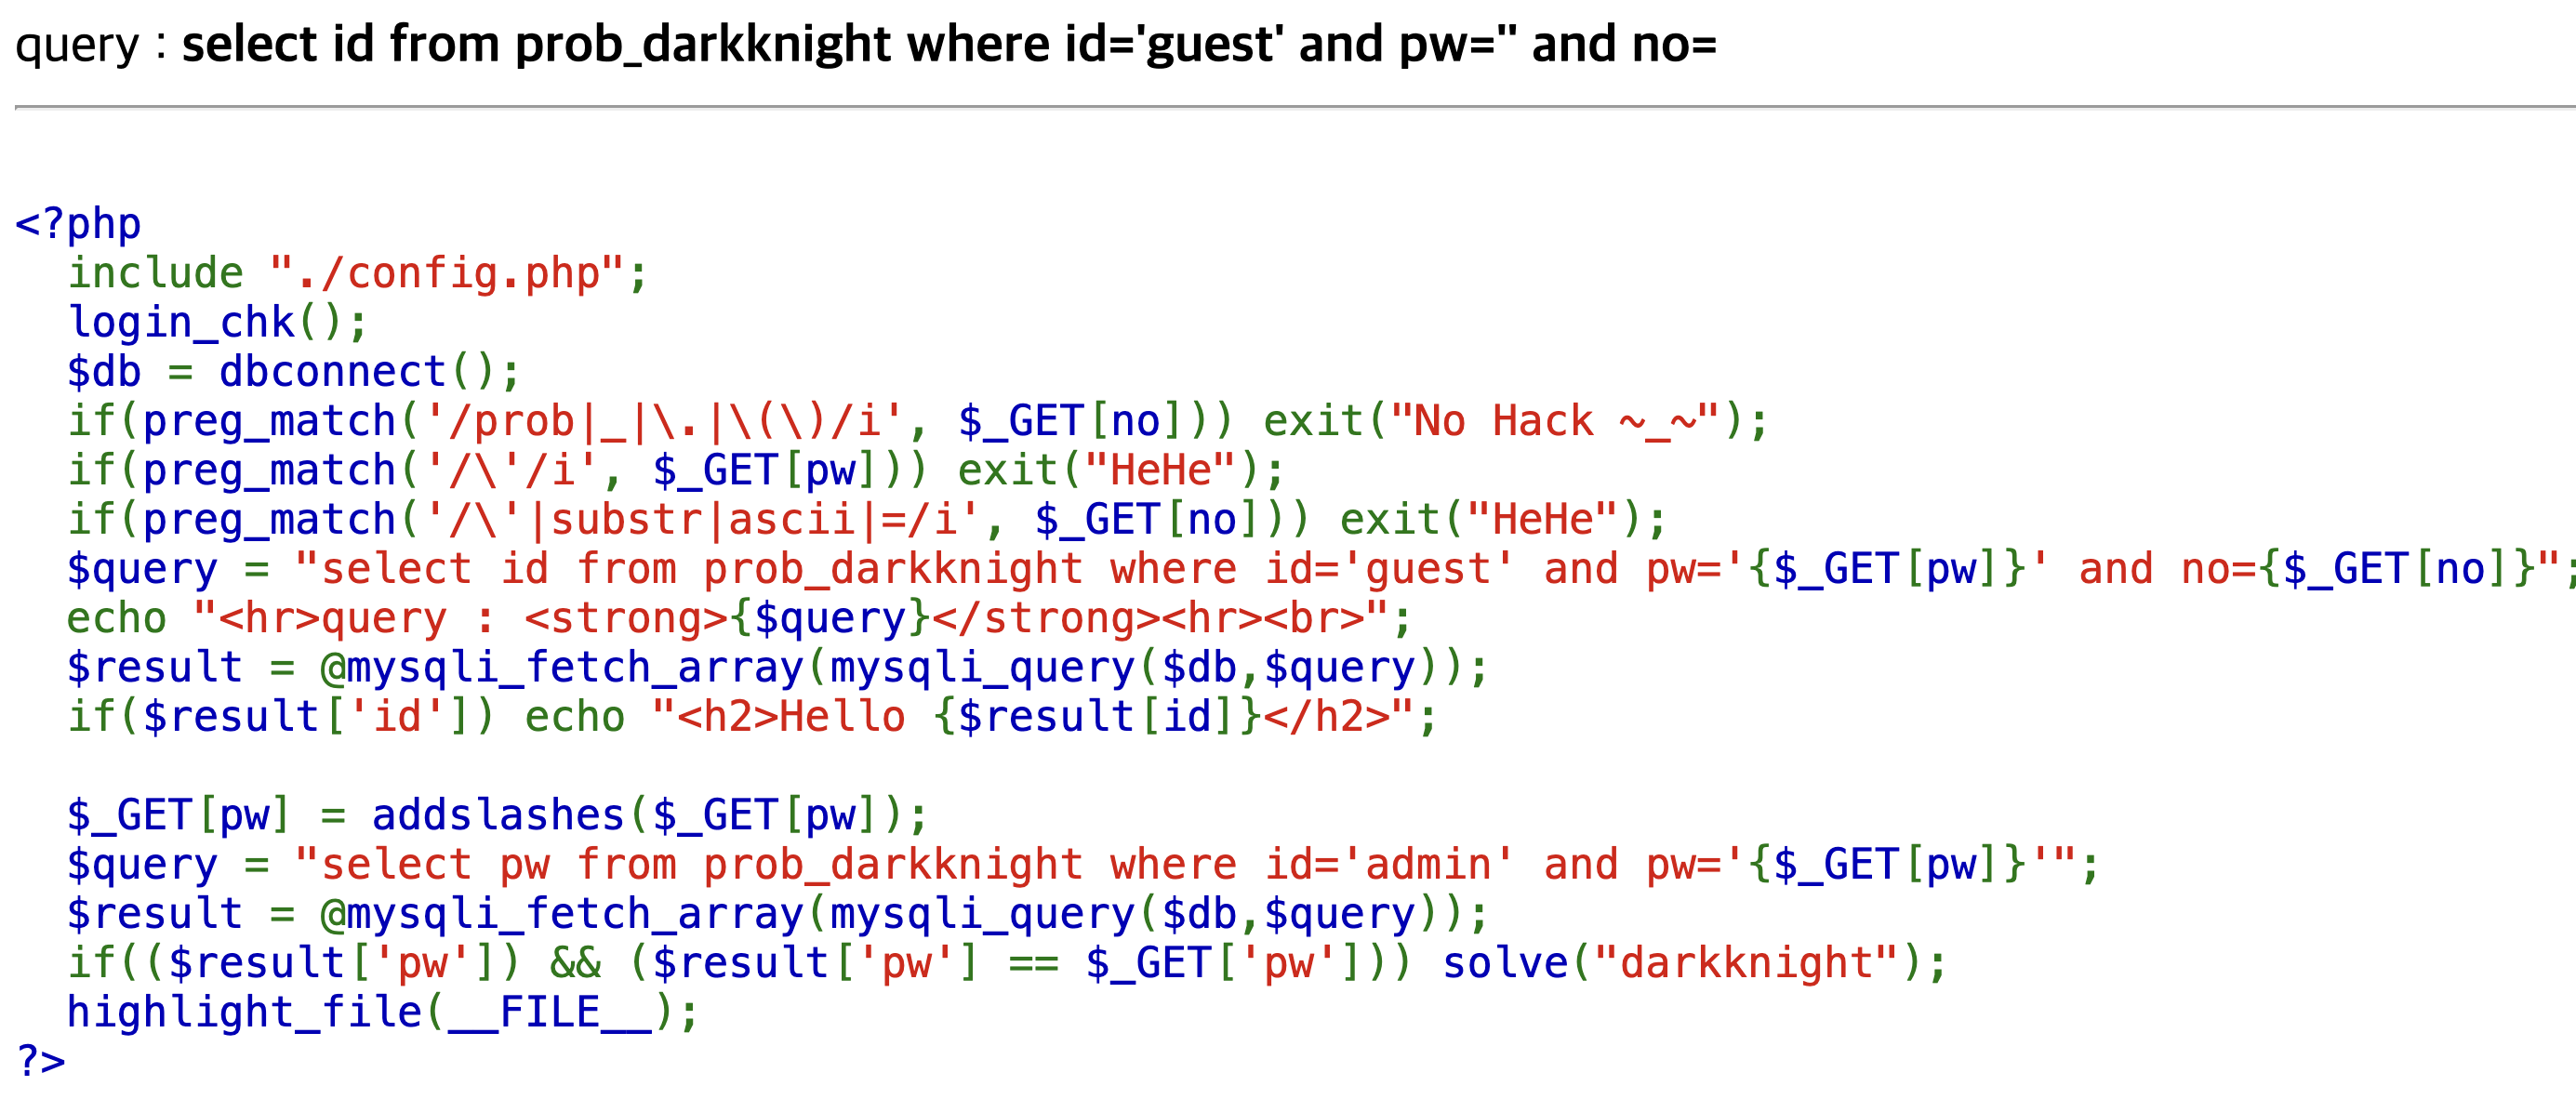 query : select id from prob_darkknight where id='guest' and pw='' and no=
<?php
include "./config.php";
login_chk();
$db = dbconnect();
if(preg_match('/prob|_|\.|\(\)/i', $_GET[no])) exit("No Hack ~_~");
if(preg_match('/\'/i', $_GET[pw])) exit("HeHe");
if(preg_match('/\'|substr|ascii|=/i', $_GET[no])) exit("HeHe");
$query = "select id from prob_darkknight where id='guest' and pw='{$_GET[pw]}' and no={$_GET[no]}";
echo "<hr>query : <strong>{$query}</strong><hr><br>";
$result = @mysqli_fetch_array(mysqli_query($db,$query));
if($result['id']) echo "<h2>Hello {$result[id]}</h2>";
$_GET[pw] = addslashes($_GET[pw]);
$query = "select pw from prob_darkknight where id='admin' and pw='{$_GET[pw]}'";
$result = @mysqli_fetch_array(mysqli_query($db,$query));
if(($result['pw']) && ($result['pw'] == $_GET['pw'])) solve("darkknight");
highlight_file(__FILE__);
?>